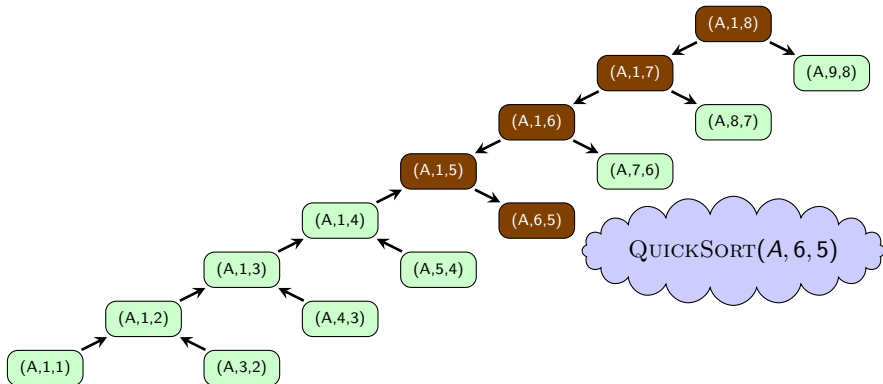 (A,1,8)
(A,1,7)
(A,9,8)
(A,1,6)
(A,8,7)
(A,1,5)
(A,7,6)
(A,1,4)
(A,6,5)
QUICKSORT(A, 6, 5)
(A,1,3)
(A,5,4)
(A,1,2)
(A,4,3)
(A,1,1)
(A,3,2)